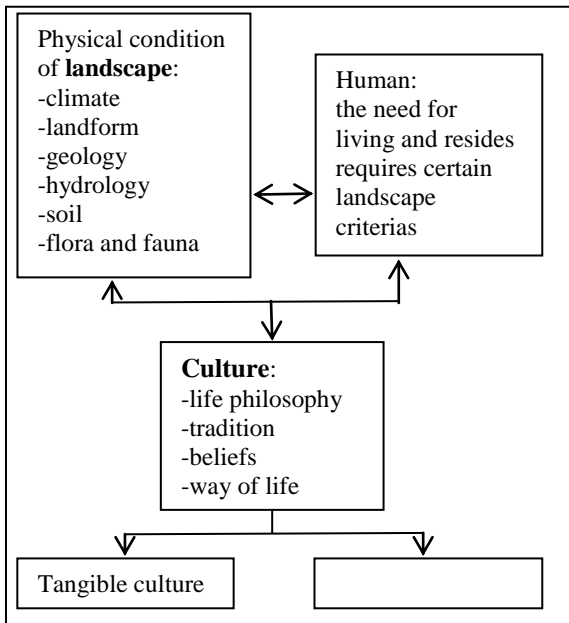 Physical condition
of landscape:
-climate
-landform
-geology
-hydrology
-soil
-flora and fauna
Human:
the need for
living and resides
requires certain
landscape
criterias
Culture:
-life philosophy
-tradition
-beliefs
-way of life
Tangible culture